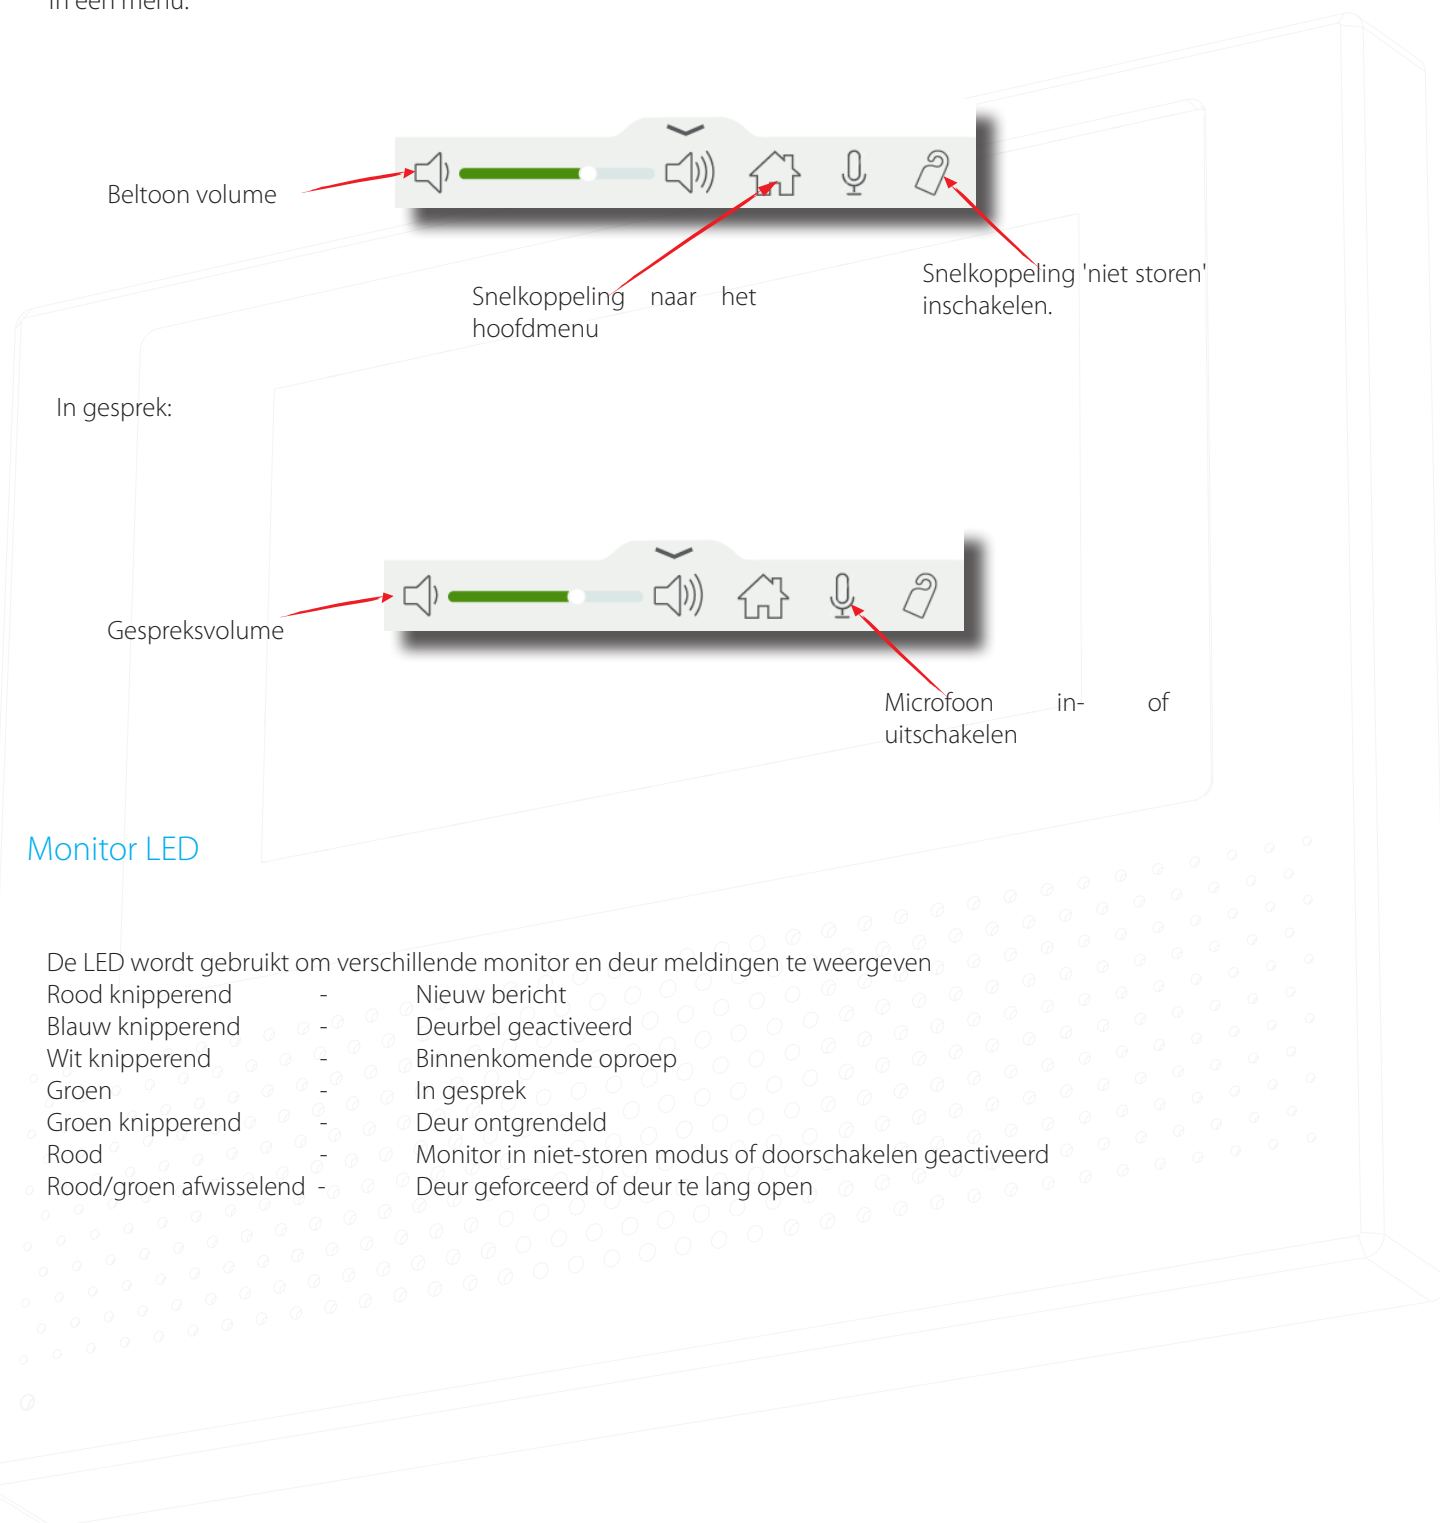 In een menu:
Beltoon volume
Snelkoppeling naar het
hoofdmenu
Snelkoppeling 'niet storen'
inschakelen.
In gesprek:
Gespreksvolume
Microfoon in- of
uitschakelen
Monitor LED
De LED wordt gebruikt om verschillende monitor en deur meldingen te weergeven
Rood knipperend - Nieuw bericht
Blauw knipperend - Deurbel geactiveerd
Wit knipperend - Binnenkomende oproep
Groen - In gesprek
Groen knipperend - Deur ontgrendeld
Rood - Monitor in niet-storen modus of doorschakelen geactiveerd
Rood/groen afwisselend - Deur geforceerd of deur te lang open